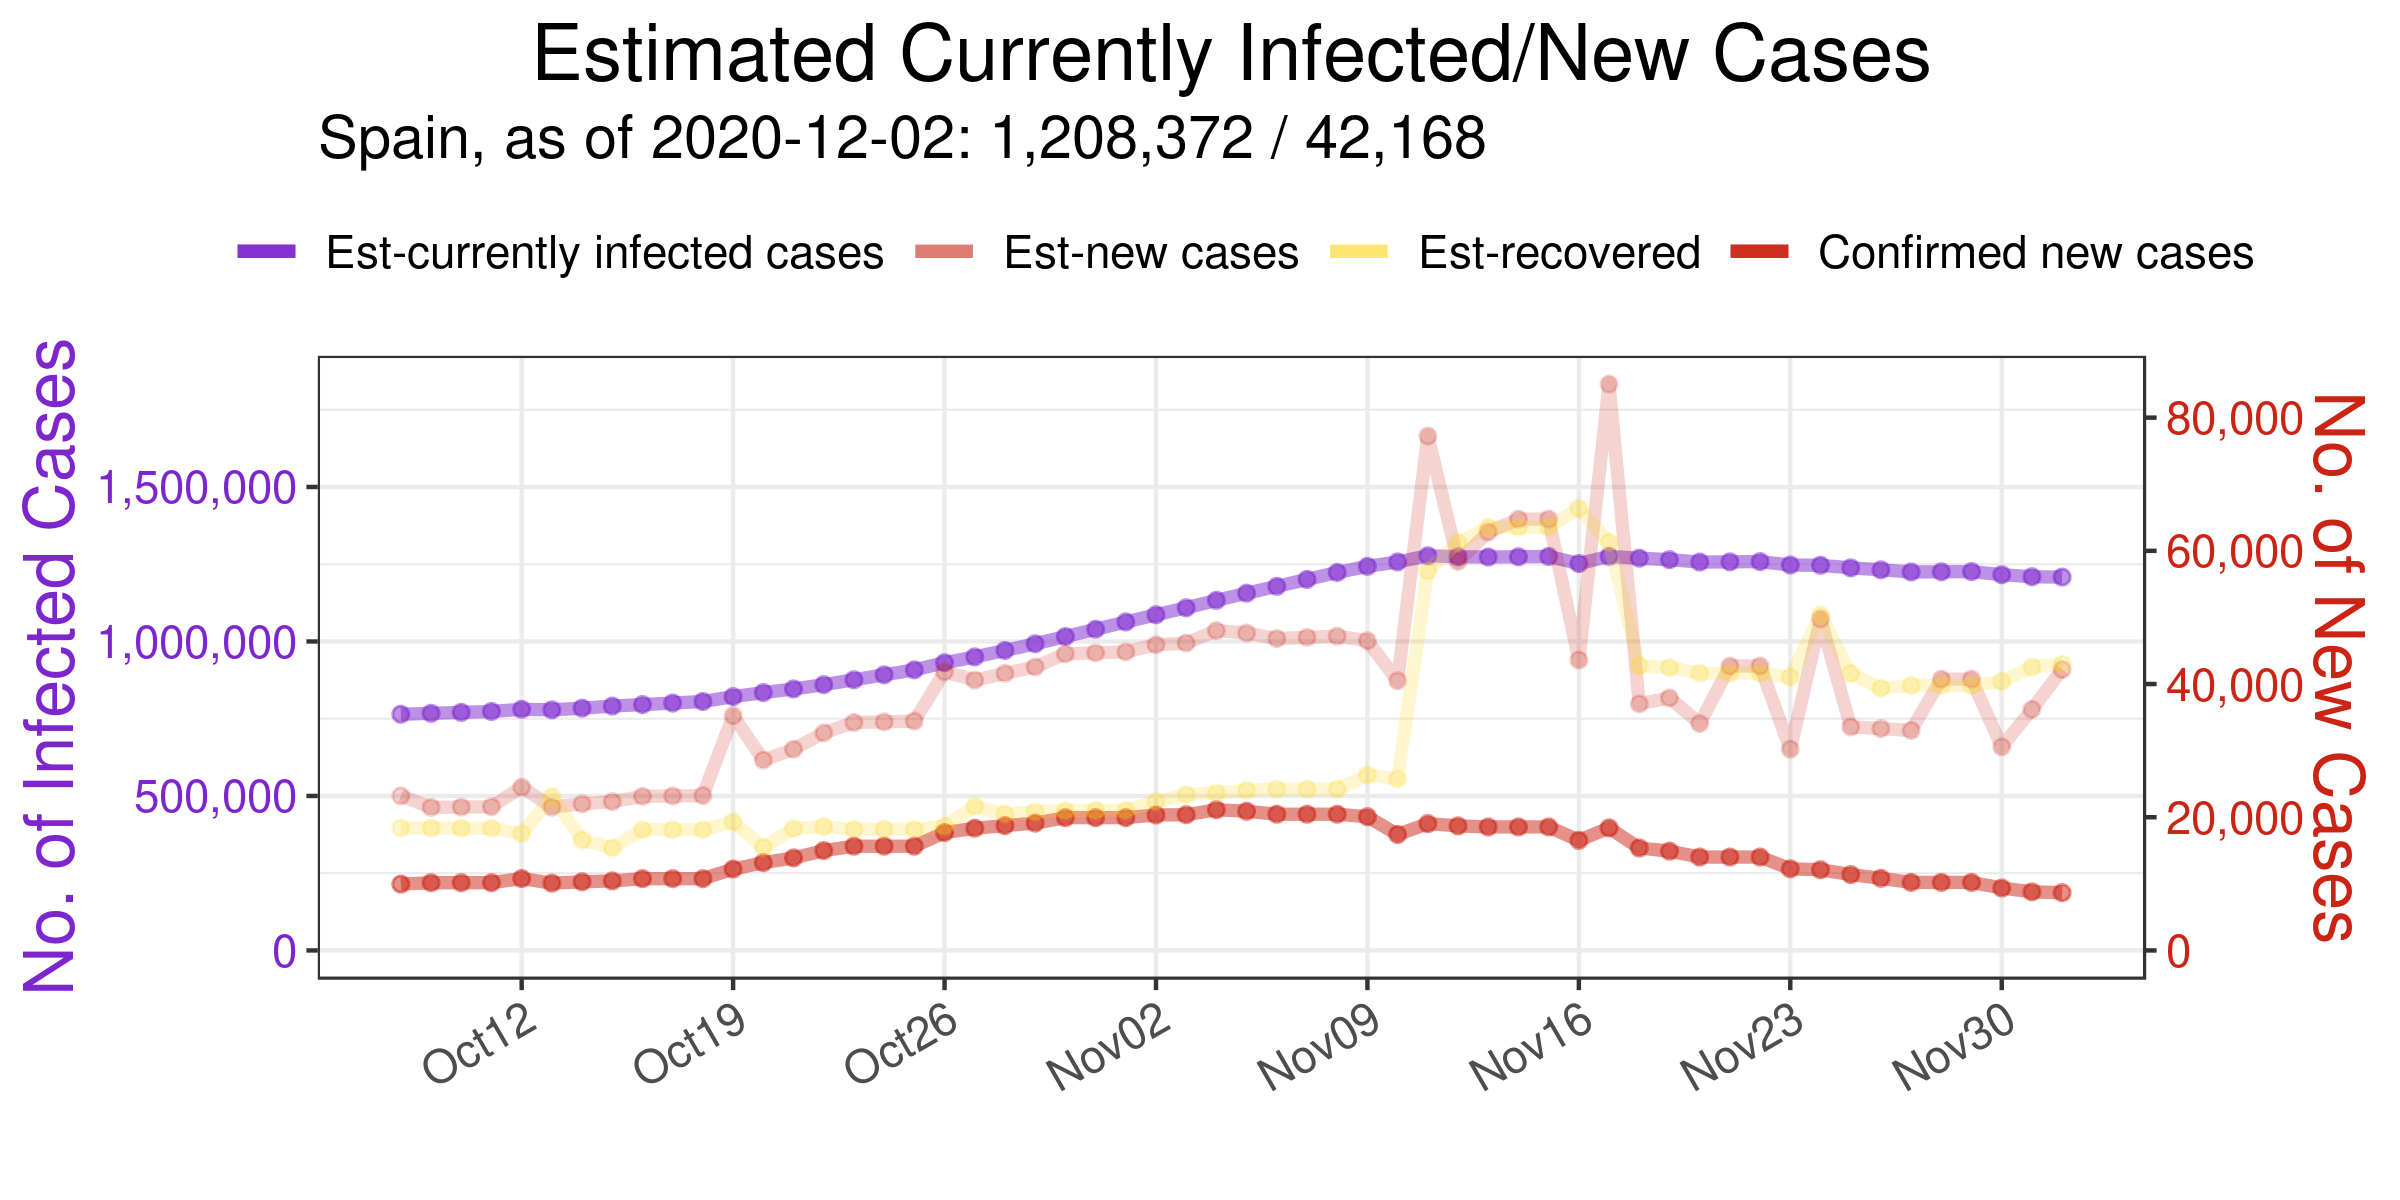 Estimated Currently Infected/New Cases
Spain, as of 2020-12-02: 1,208,372 / 42,168
Est-currently infected cases Est-new cases Est-recovered Confirmed new cases
No. of Infected Cases
1,500,000
1,000,000
500,000
0
80,000
60,000
40,000
20,000
0
No. of New Cases
Oct12 Oct19 Oct26 Nov02 Nov09 Nov16 Nov23 Nov30